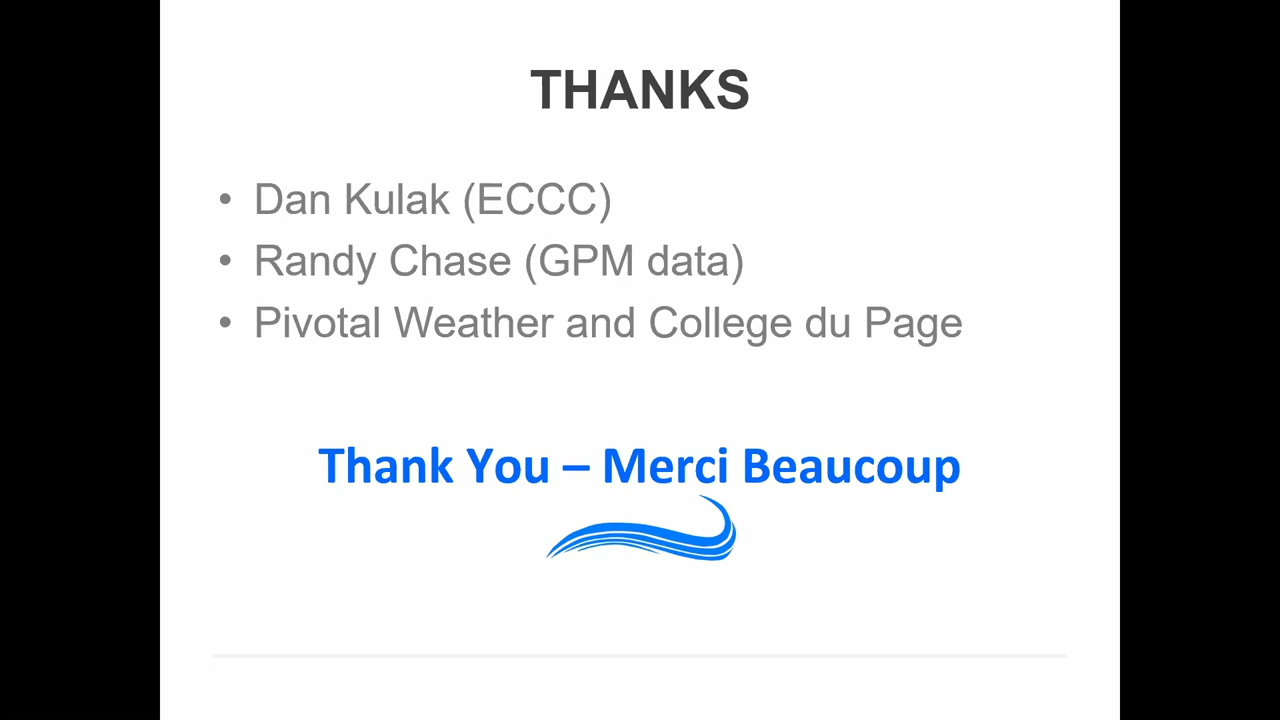 THANKS
• Dan Kulak (ECCC)
• Randy Chase (GPM data)
• Pivotal Weather and College du Page
Thank You – Merci Beaucoup